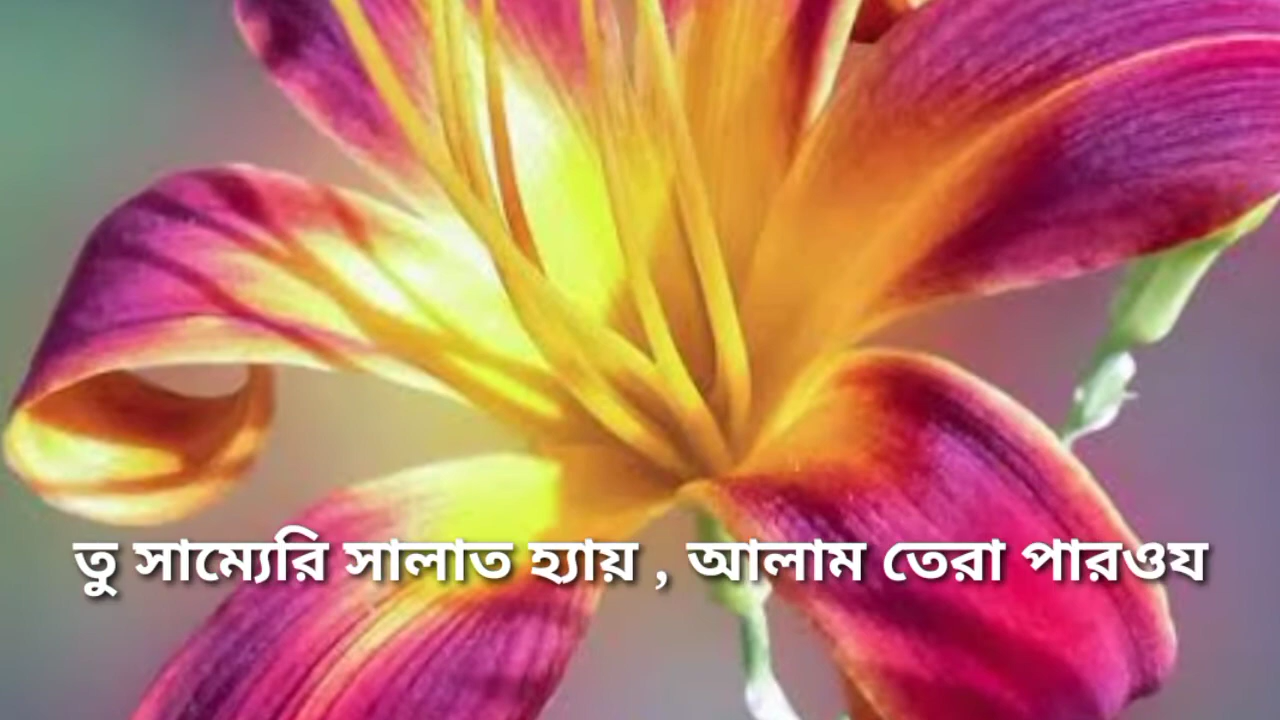 তু সাম্যেরি সালাত হ্যায় , আলাম তেরা পারওয